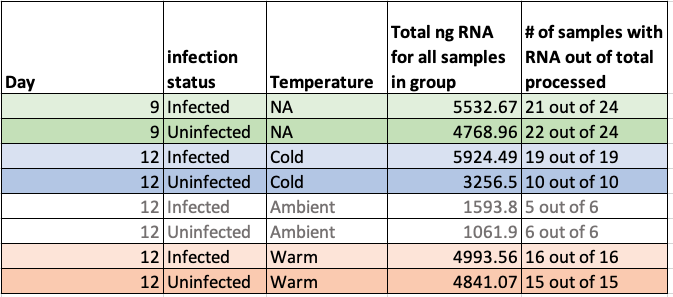 Day infection status Temperature Total ng RNA for all samples in group # of samples with RNA out of total processed
9 Infected NA 5532.67 21 out of 24
9 Uninfected NA 4768.96 22 out of 24
12 Infected Cold 5924.49 19 out of 19
12 Uninfected Cold 3256.5 10 out of 10
12 Infected Ambient 1593.8 5 out of 6
12 Uninfected Ambient 1061.9 6 out of 6
12 Infected Warm 4993.56 16 out of 16
12 Uninfected Warm 4841.07 15 out of 15